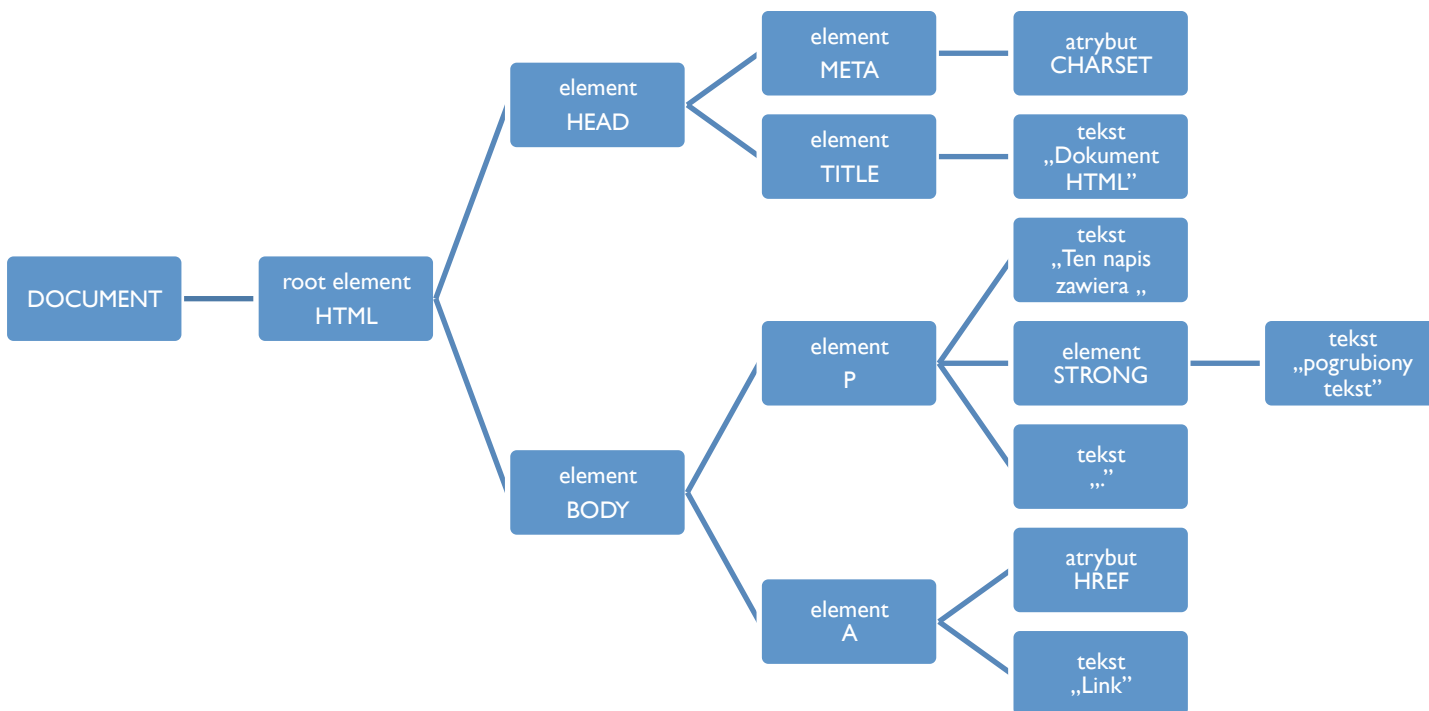 DOCUMENT
root element
HTML
element
HEAD
element
META
atrybut
CHARSET
element
TITLE
tekst
„Dokument
HTML”
element
BODY
element
P
tekst
„Ten napis
zawiera „
element
STRONG
tekst
„pogrubiony
tekst”
tekst
„.”
element
A
atrybut
HREF
tekst
„Link”